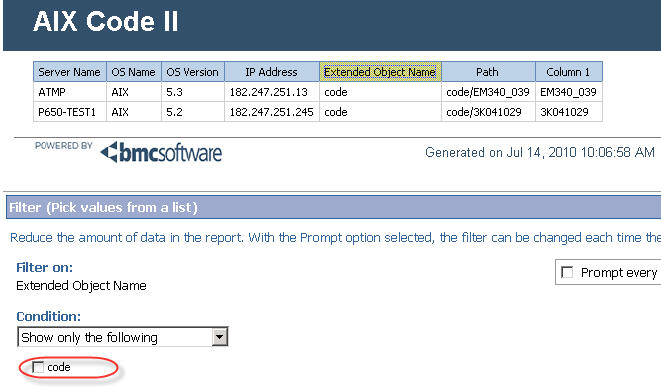 AIX Code II
Server Name OS Name OS Version IP Address Extended Object Name Path Column 1
ATMP AIX 5.3 182.247.251.13 code code/EM340_039 EM340_039
P650-TEST1 AIX 5.2 182.247.251.245 code code/3K041029 3K041029
POWERED BY bmcsoftware Generated on Jul 14, 2010 10:06:58 AM
Filter (Pick values from a list)
Reduce the amount of data in the report. With the Prompt option selected, the filter can be changed each time the
Filter on:
Prompt every
Extended Object Name
Condition:
Show only the following
code